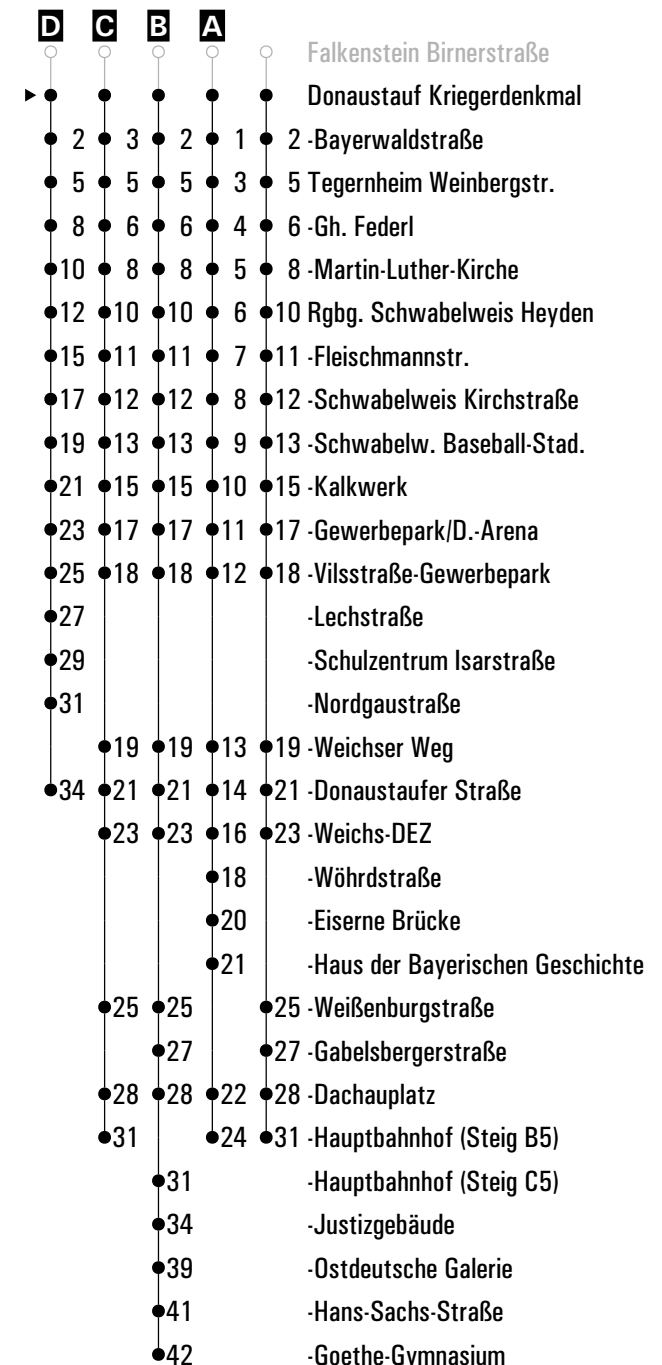 D C B A
Falkenstein Birnerstraße
Donaustauf Kriegerdenkmal
2 3 2 1 2 -Bayerwaldstraße
5 5 5 3 5 Tegernheim Weinbergstr.
8 6 6 4 6 -Gh. Federl
10 8 8 5 8 -Martin-Luther-Kirche
12 10 10 6 10 Rgbg. Schwabelweis Heyden
15 11 11 7 11 -Fleischmannstr.
17 12 12 8 12 -Schwabelweis Kirchstraße
19 13 13 9 13 -Schwabelw. Baseball-Stad.
21 15 15 10 15 -Kalkwerk
23 17 17 11 17 -Gewerbepark/D.-Arena
25 18 18 12 18 -Vilsstraße-Gewerbepark
27 -Lechstraße
29 -Schulzentrum Isarstraße
31 -Nordgaustraße
19 19 13 19 -Weichser Weg
34 21 21 14 21 -Donaustaufer Straße
23 23 16 23 -Weichs-DEZ
18 -Wöhrdstraße
20 -Eiserne Brücke
21 -Haus der Bayerischen Geschichte
25 25 25 -Weißenburgstraße
27 27 -Gabelsbergerstraße
28 28 22 28 -Dachauplatz
31 24 31 -Hauptbahnhof (Steig B5)
31 -Hauptbahnhof (Steig C5)
34 -Justizgebäude
39 -Ostdeutsche Galerie
41 -Hans-Sachs-Straße
42 -Goethe-Gymnasium